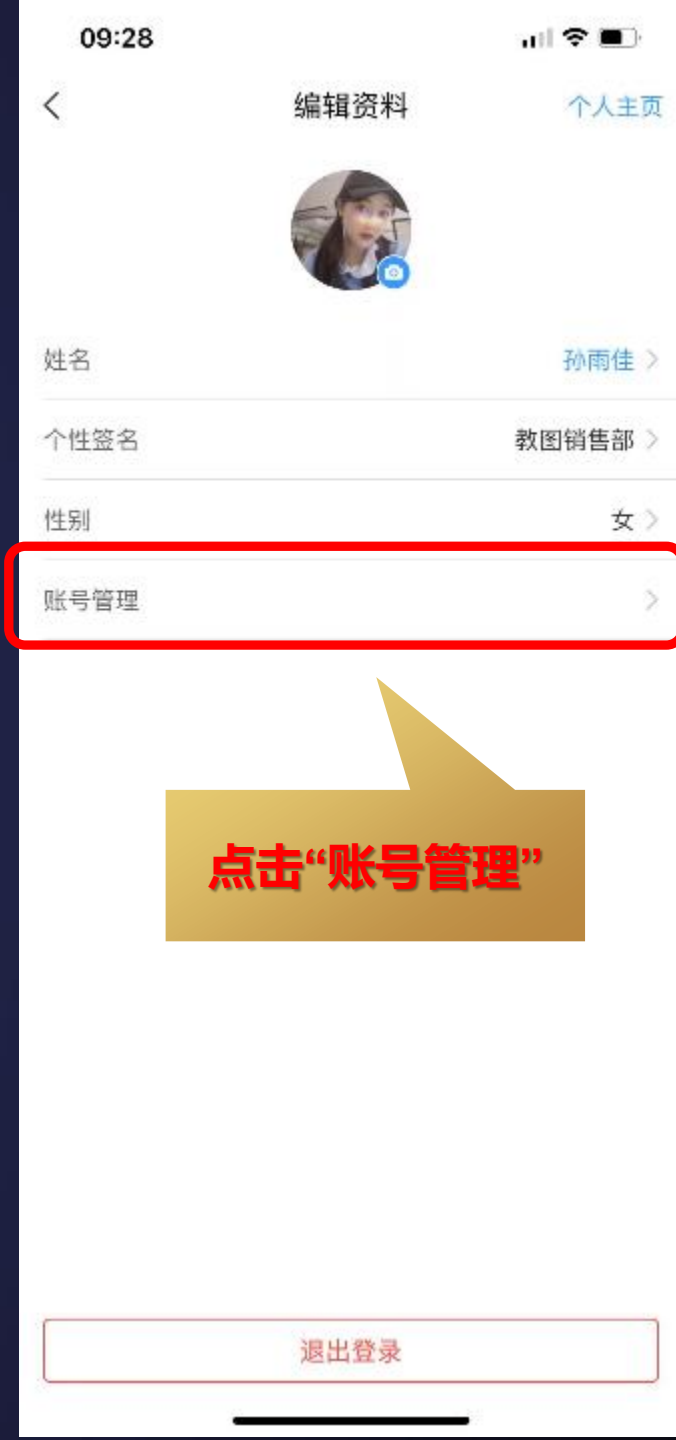 09:28
编辑资料
个人主页
姓名
孙雨佳
个性签名
教图销售部
性别
女
账号管理
点击“账号管理”
退出登录